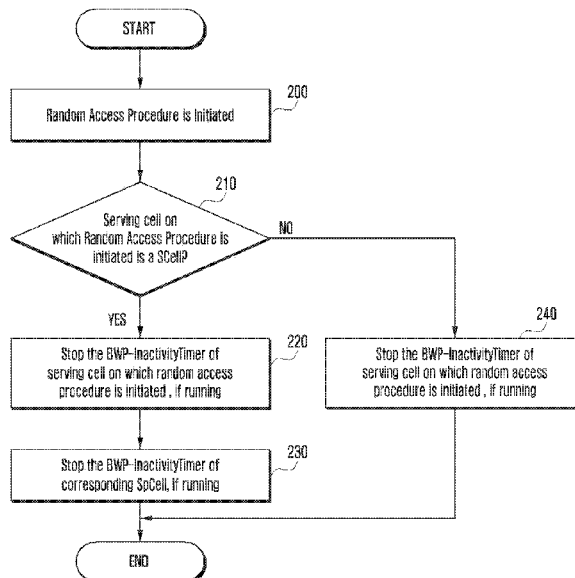 START
200
Random Access Procedure is Initiated
210
Serving cell on
which Random Access Procedure is
initiated is a SCell?
NO
YES
220
Stop the BWP-InactivityTimer of
serving cell on which random access
procedure is initiated , if running
240
Stop the BWP-InactivityTimer of
serving cell on which random access
procedure is initiated , if running
230
Stop the BWP-InactivityTimer of
corresponding SpCell, if running
END